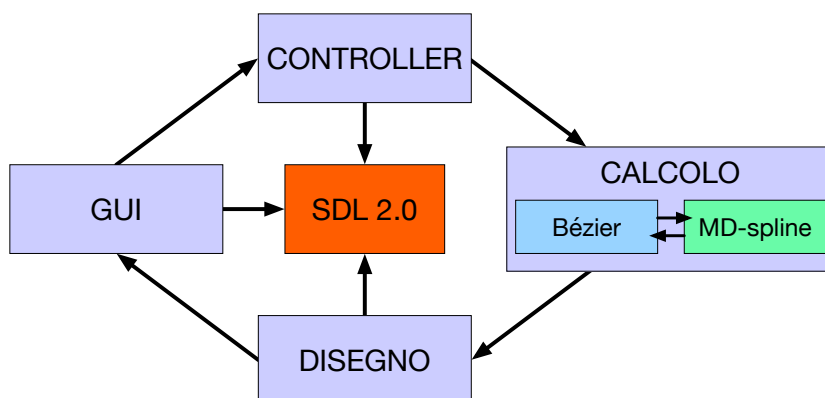 CONTROLLER
GUI
SDL 2.0
CALCOLO
Bézier
MD-spline
DISEGNO